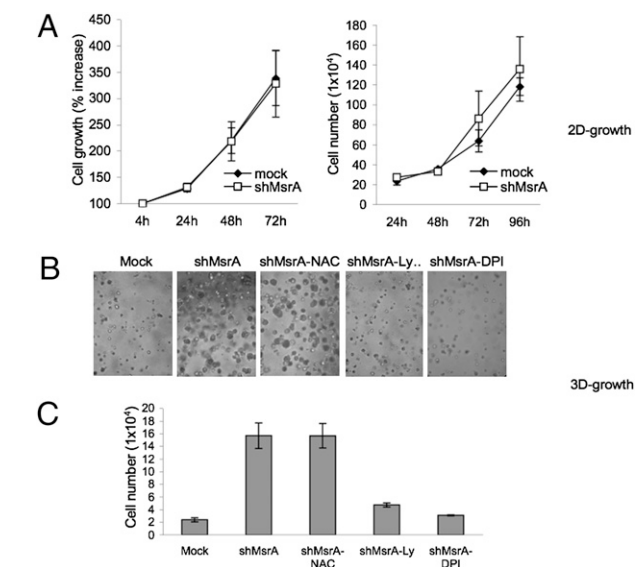 A
Cell growth (% increase)
450
400
350
300
250
200
150
100
4h 24h 48h 72h
mock
shMsrA
Cell number (1x10⁴)
180
160
140
120
100
80
60
40
20
0
24h 48h 72h 96h
mock
shMsrA
2D-growth
B
Mock shMsrA shMsrA-NAC shMsrA-Ly.. shMsrA-DPI
3D-growth
C
Cell number (1x10⁴)
20
18
16
14
12
10
8
6
4
2
0
Mock shMsrA shMsrA-NAC shMsrA-Ly shMsrA-DPI